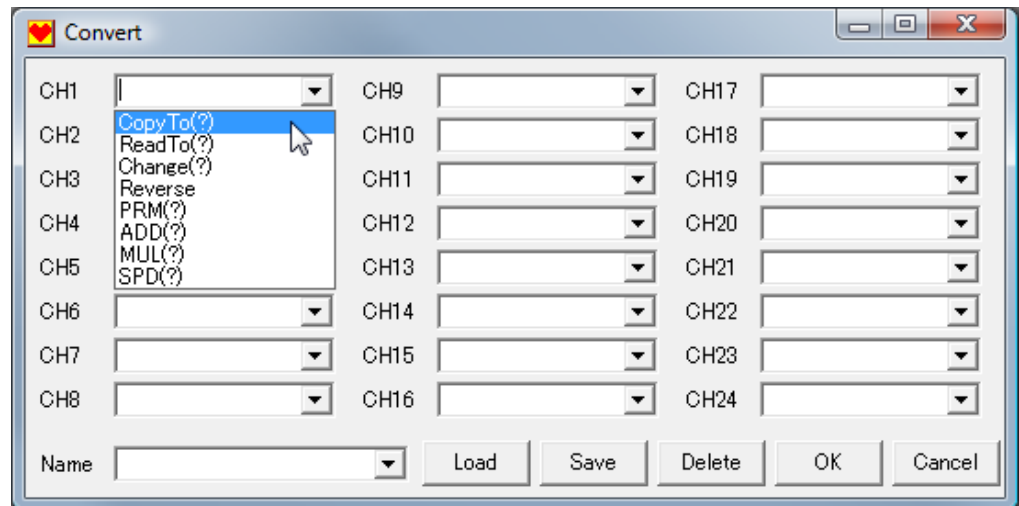 Convert
CH1 CH9 CH17
CopyTo(?)
CH2 CH10 CH18
ReadTo(?)
Change(?)
CH3 CH11 CH19
Reverse
PRM(?)
CH4 CH12 CH20
ADD(?)
MUL(?)
CH5 CH13 CH21
SPD(?)
CH6 CH14 CH22
CH7 CH15 CH23
CH8 CH16 CH24
Name Load Save Delete OK Cancel